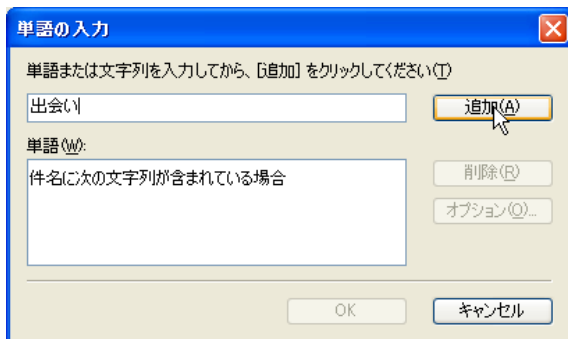 単語の入力
単語または文字列を入力してから、[追加] をクリックしてください(T)
出会い
追加(A)
単語(W):
件名に次の文字列が含まれている場合
削除(R)
オプション(O)...
OK
キャンセル